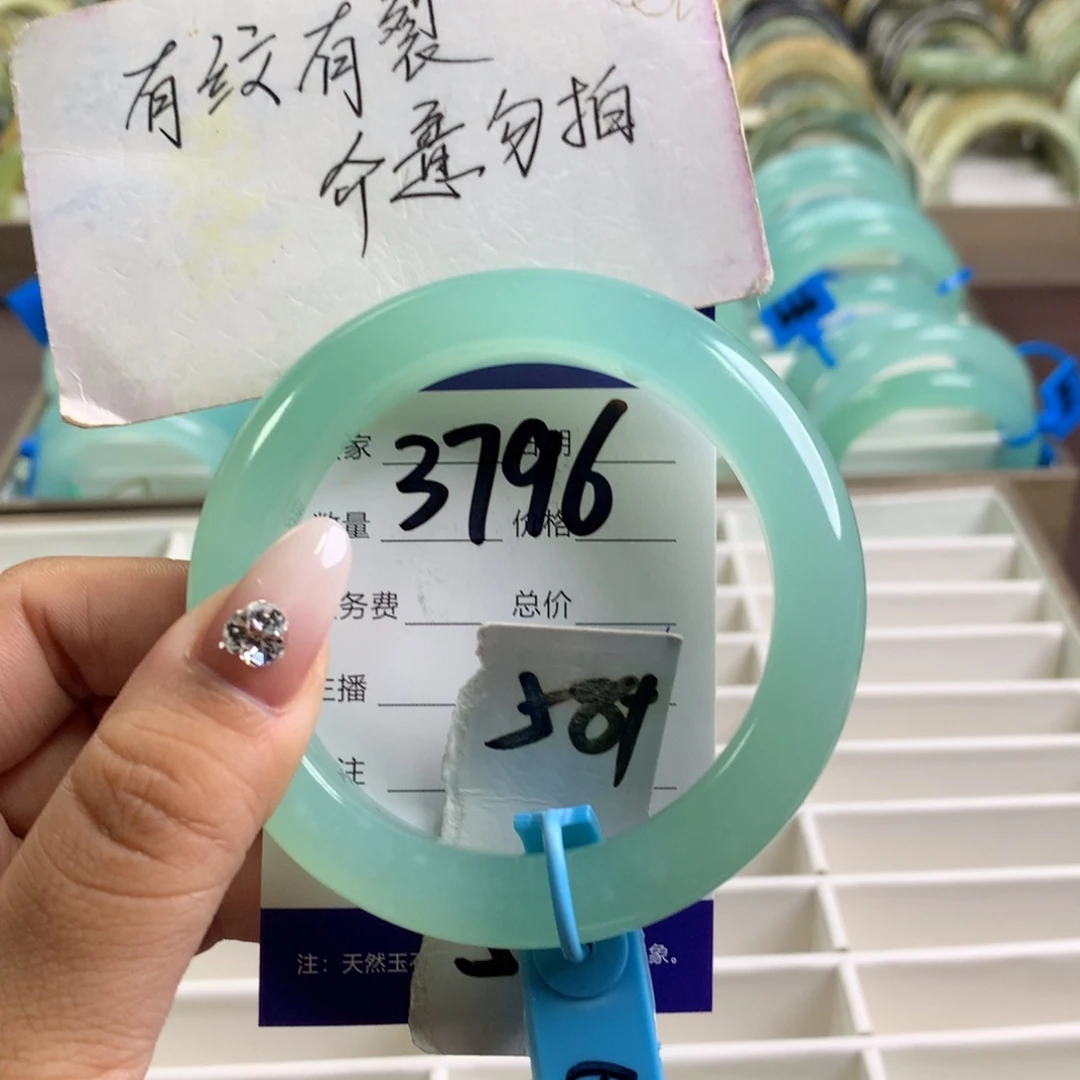 有纹有裂
介意勿拍
家
3796
数量
价格
务费
总价
主播
注
注：天然玉石
象。